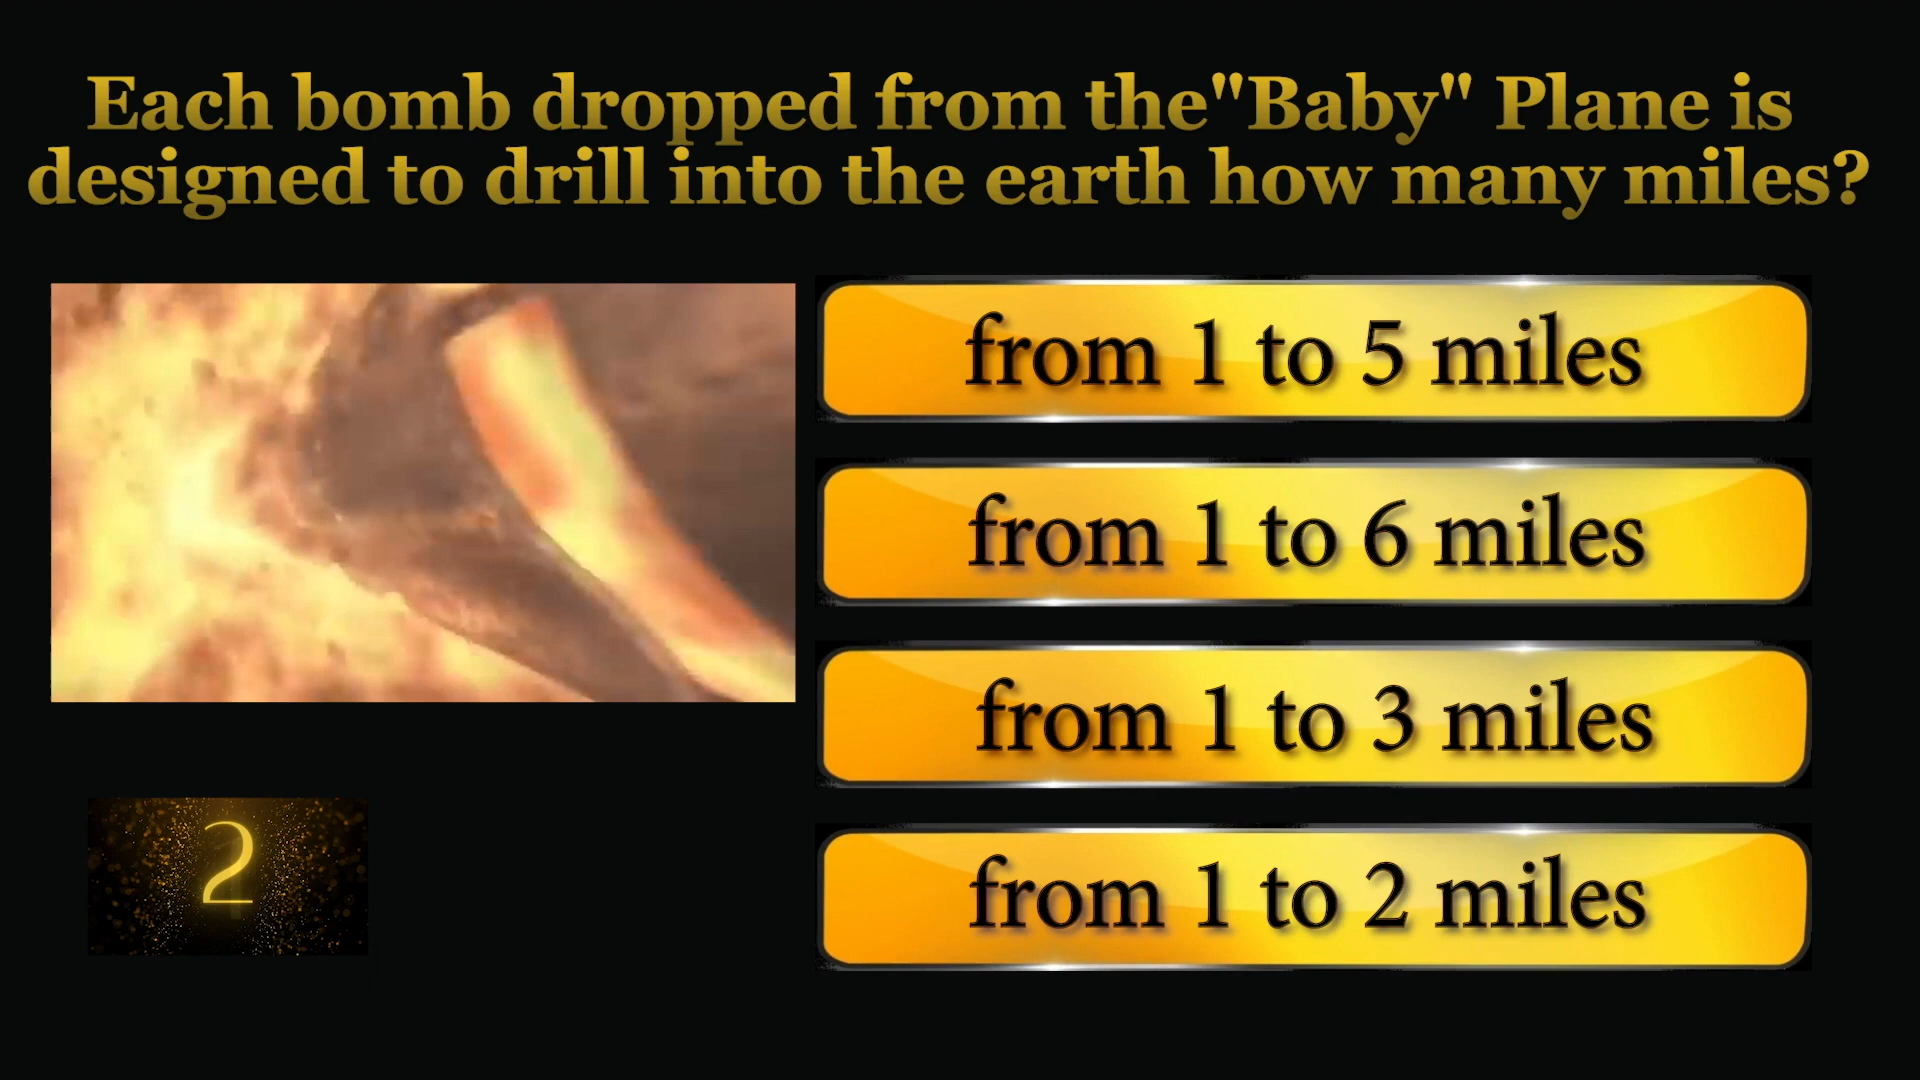 Each bomb dropped from the"Baby" Plane is
designed to drill into the earth how many miles?
from 1 to 5 miles
from 1 to 6 miles
from 1 to 3 miles
from 1 to 2 miles
2